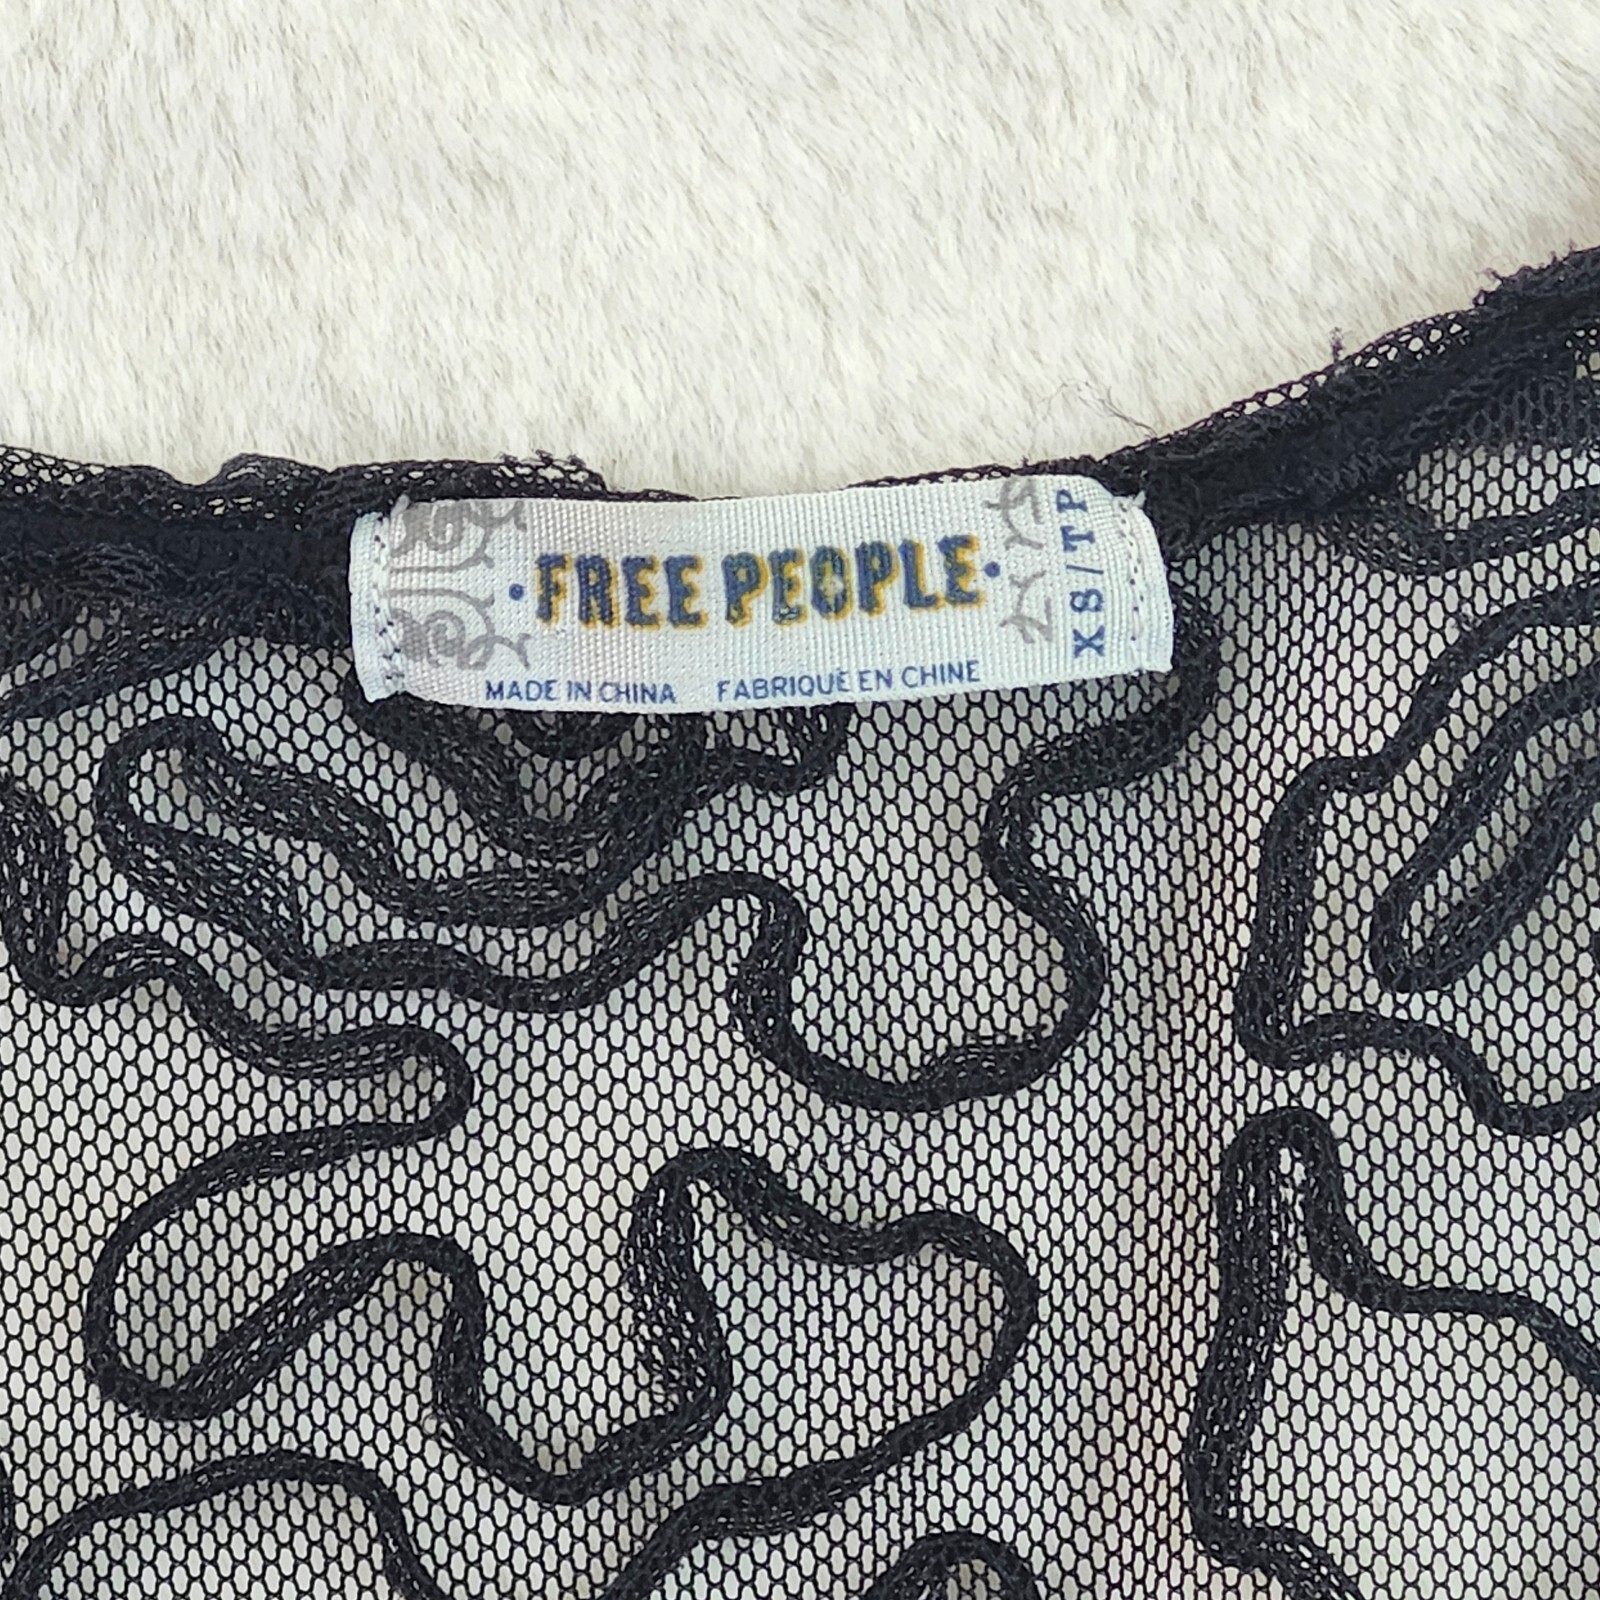 •FREE PEOPLE•
XS/TP
MADE IN CHINA FABRIQUÉ EN CHINE